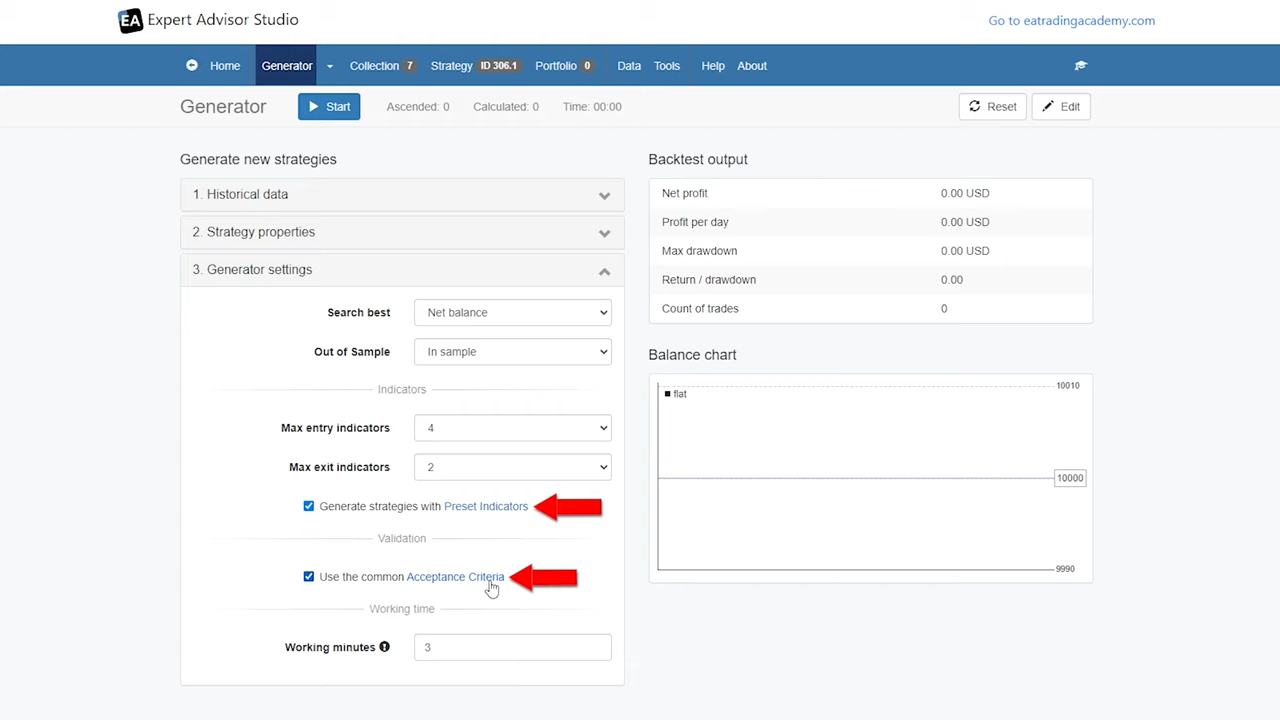 EA Expert Advisor Studio
Go to eatradingacademy.com
Home Generator Collection 7 Strategy ID 306.1 Portfolio 0 Data Tools Help About
Generator Start Ascended: 0 Calculated: 0 Time: 00:00 Reset Edit
Generate new strategies
1. Historical data
2. Strategy properties
3. Generator settings
Search best Net balance
Out of Sample In sample
Indicators
Max entry indicators 4
Max exit indicators 2
Generate strategies with Preset Indicators
Validation
Use the common Acceptance Criteria
Working time
Working minutes 3
Backtest output
Net profit 0.00 USD
Profit per day 0.00 USD
Max drawdown 0.00 USD
Return / drawdown 0.00
Count of trades 0
Balance chart
flat
10010
10000
9990